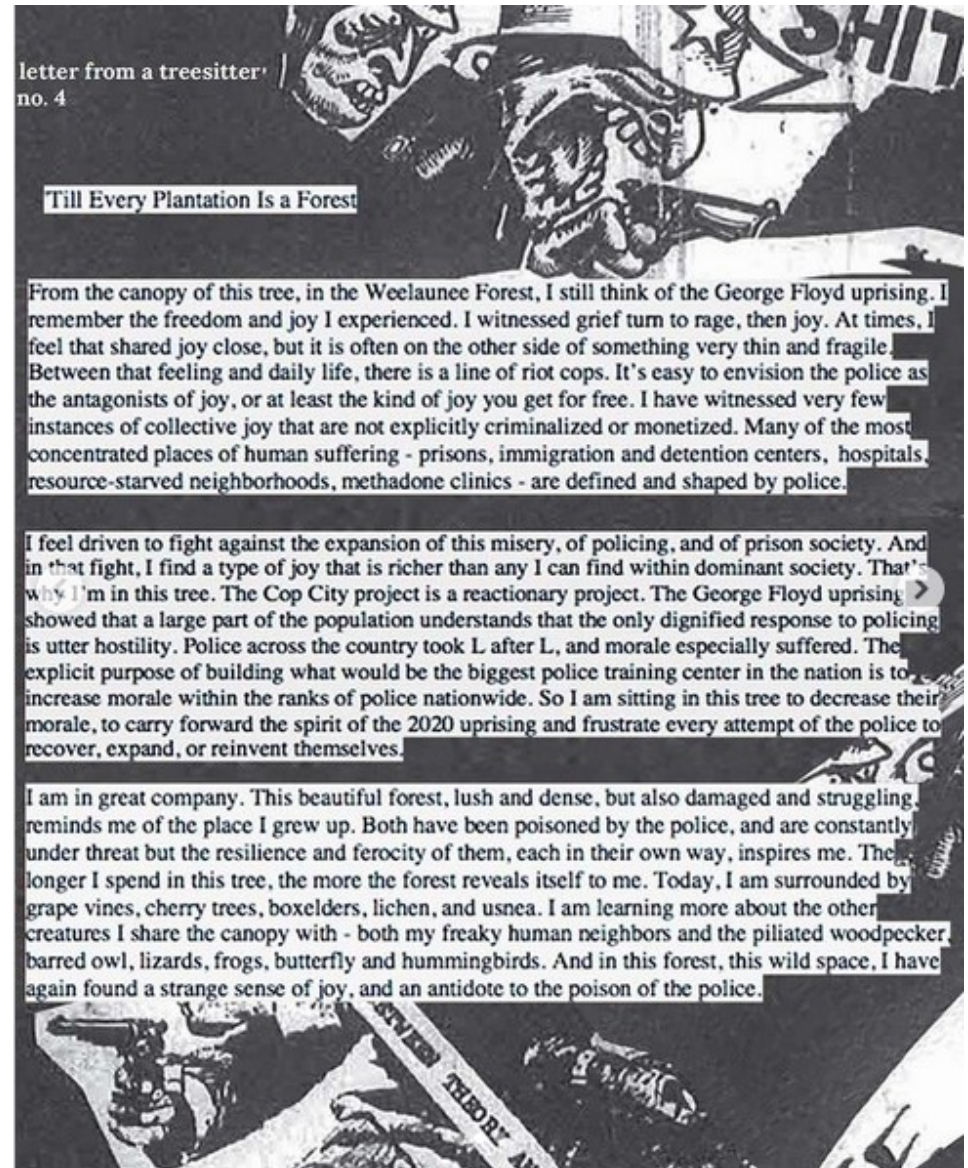 SHIT
letter from a treesitter
no. 4
'Till Every Plantation Is a Forest
From the canopy of this tree, in the Weelaunee Forest, I still think of the George Floyd uprising. I
remember the freedom and joy I experienced. I witnessed grief turn to rage, then joy. At times, I
feel that shared joy close, but it is often on the other side of something very thin and fragile.
Between that feeling and daily life, there is a line of riot cops. It's easy to envision the police as
the antagonists of joy, or at least the kind of joy you get for free. I have witnessed very few
instances of collective joy that are not explicitly criminalized or monetized. Many of the most
concentrated places of human suffering - prisons, immigration and detention centers, hospitals,
resource-starved neighborhoods, methadone clinics - are defined and shaped by police.
I feel driven to fight against the expansion of this misery, of policing, and of prison society. And
in that fight, I find a type of joy that is richer than any I can find within dominant society. That's
why I'm in this tree. The Cop City project is a reactionary project. The George Floyd uprising
showed that a large part of the population understands that the only dignified response to policing
is utter hostility. Police across the country took L after L, and morale especially suffered. The
explicit purpose of building what would be the biggest police training center in the nation is to
increase morale within the ranks of police nationwide. So I am sitting in this tree to decrease their
morale, to carry forward the spirit of the 2020 uprising and frustrate every attempt of the police to
recover, expand, or reinvent themselves.
I am in great company. This beautiful forest, lush and dense, but also damaged and struggling,
reminds me of the place I grew up. Both have been poisoned by the police, and are constantly
under threat but the resilience and ferocity of them, each in their own way, inspires me. The
longer I spend in this tree, the more the forest reveals itself to me. Today, I am surrounded by
grape vines, cherry trees, boxelders, lichen, and usnea. I am learning more about the other
creatures I share the canopy with - both my freaky human neighbors and the piliated woodpecker,
barred owl, lizards, frogs, butterfly and hummingbirds. And in this forest, this wild space, I have
again found a strange sense of joy, and an antidote to the poison of the police.
THEORY